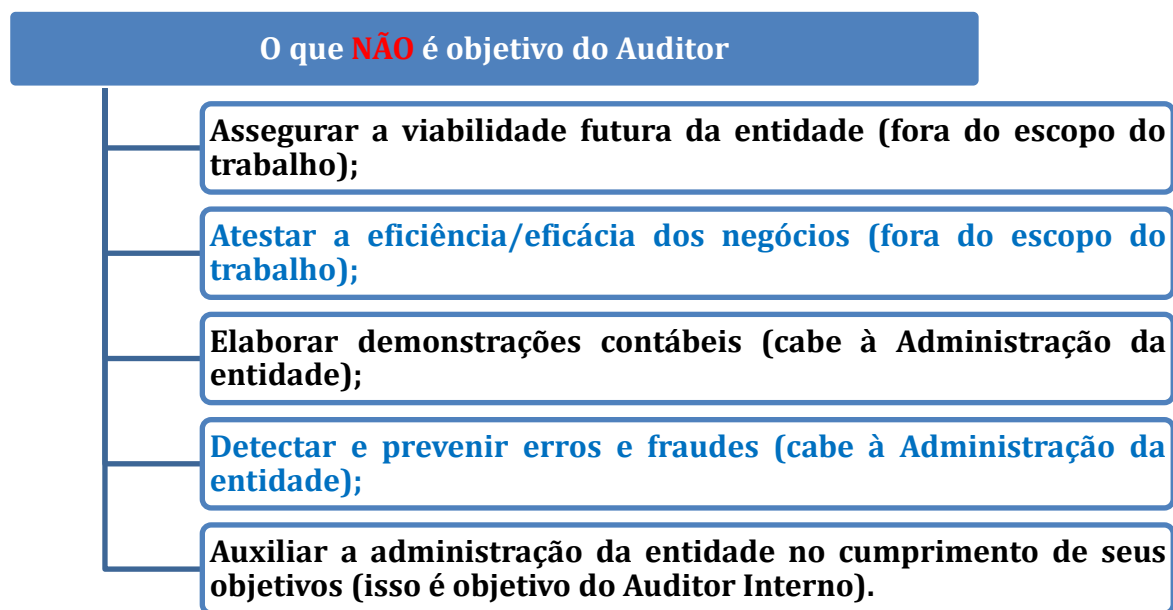 O que NÃO é objetivo do Auditor
Assegurar a viabilidade futura da entidade (fora do escopo do
trabalho);
Atestar a eficiência/eficácia dos negócios (fora do escopo do
trabalho);
Elaborar demonstrações contábeis (cabe à Administração da
entidade);
Detectar e prevenir erros e fraudes (cabe à Administração da
entidade);
Auxiliar a administração da entidade no cumprimento de seus
objetivos (isso é objetivo do Auditor Interno).